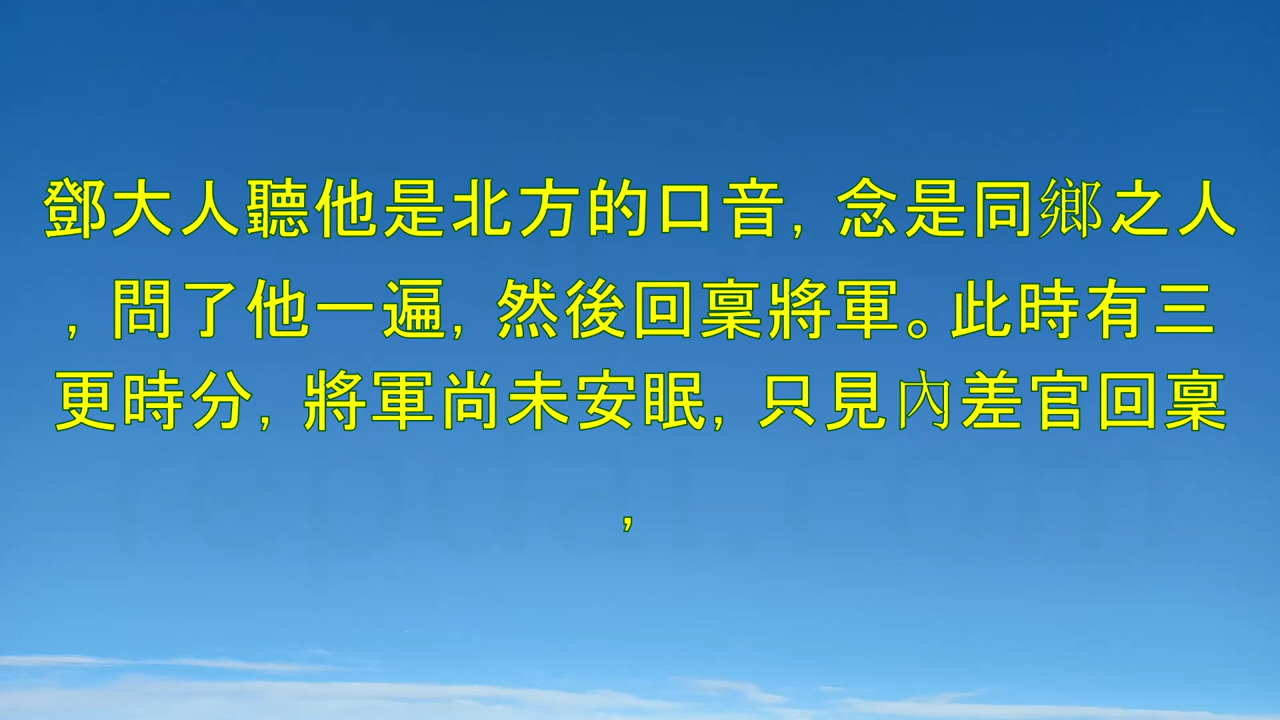 鄧大人聽他是北方的口音，念是同鄉之人
，問了他一遍，然後回稟將軍。此時有三
更時分，將軍尚未安眠，只見內差官回稟
，